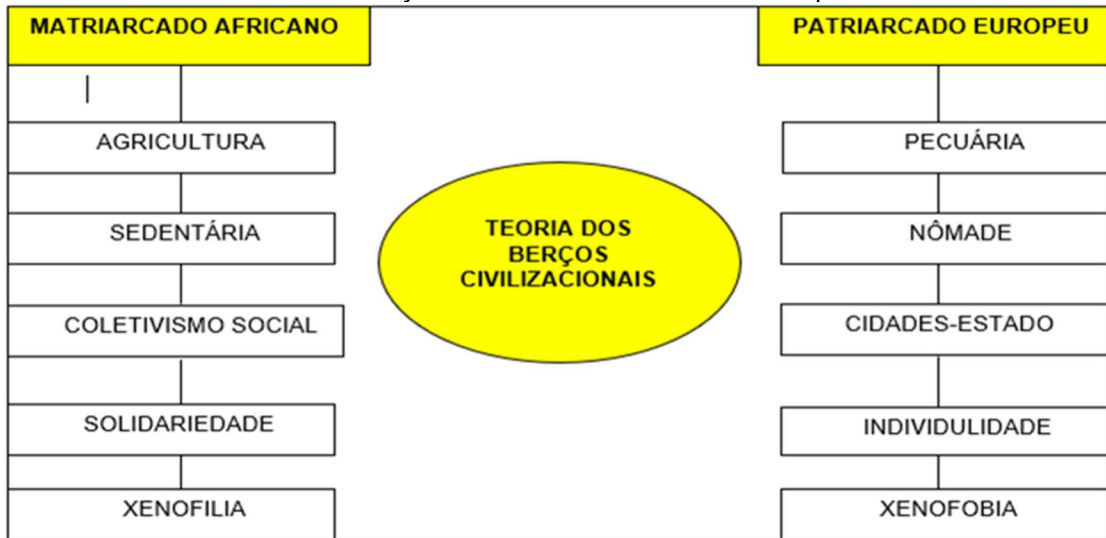 MATRIARCADO AFRICANO
AGRICULTURA
SEDENTÁRIA
COLETIVISMO SOCIAL
SOLIDARIEDADE
XENOFILIA
TEORIA DOS
BERÇOS
CIVILIZACIONAIS
PATRIARCADO EUROPEU
PECUÁRIA
NÔMADE
CIDADES-ESTADO
INDIVIDULIDADE
XENOFOBIA